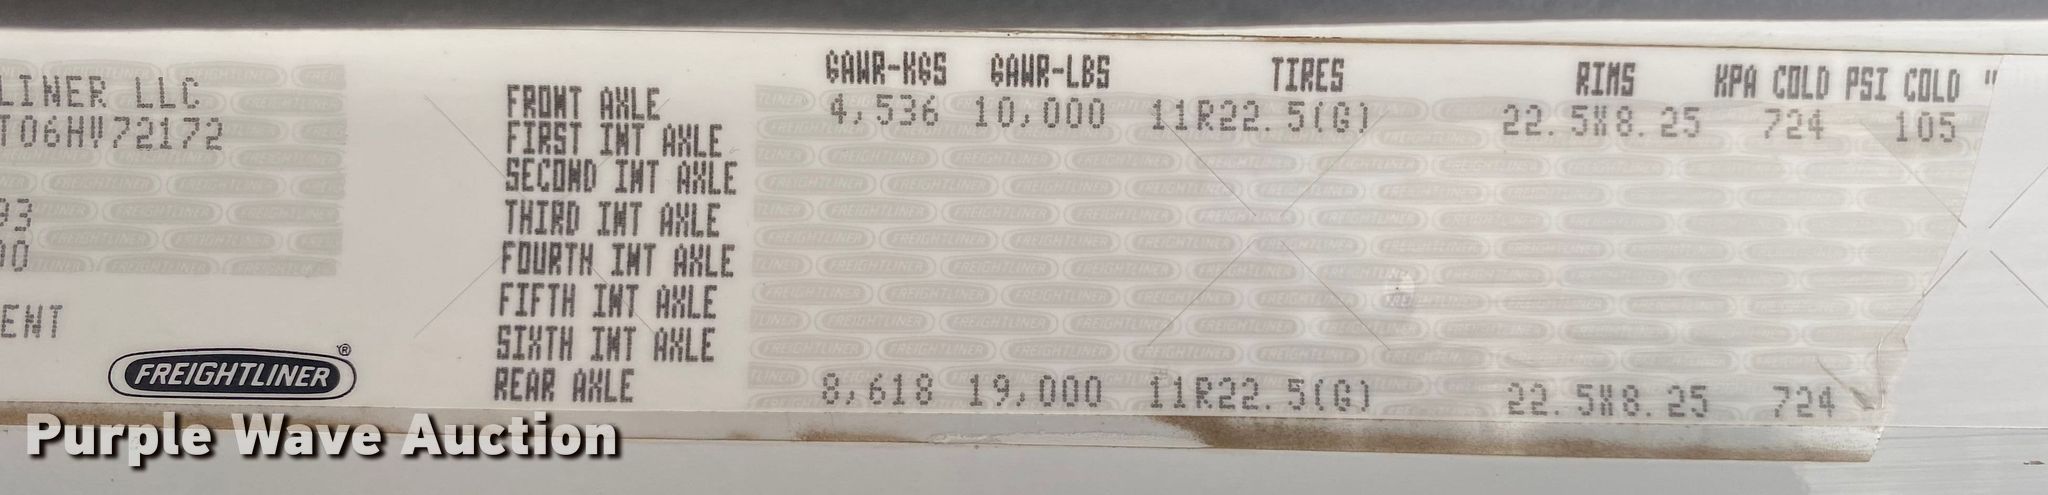 GAWR-KGS GAWR-LBS TIRES RIMS KPA COLD PSI COLD "
LINER LLC FRONT AXLE 4,536 10,000 11R22.5(G) 22.5X8.25 724 105
T06HV72172 FIRST INT AXLE
SECOND INT AXLE
93 THIRD INT AXLE
00 FOURTH INT AXLE
FIFTH INT AXLE
ENT SIXTH INT AXLE
FREIGHTLINER ® REAR AXLE 8,618 19,000 11R22.5(G) 22.5X8.25 724
Purple Wave Auction